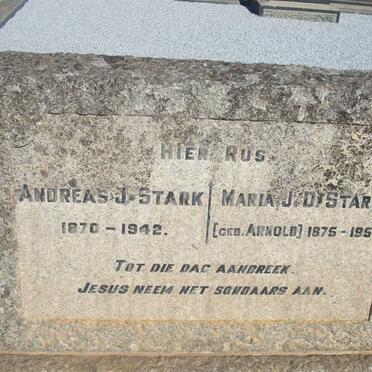 HIER RUS
ANDREAS J. STARK
1870 - 1942.
MARIA J. D. STAR
[GEB. ARNOLD] 1875 - 195
TOT DIE DAG AANBREEK.
JESUS NEEM NET SONDAARS AAN.